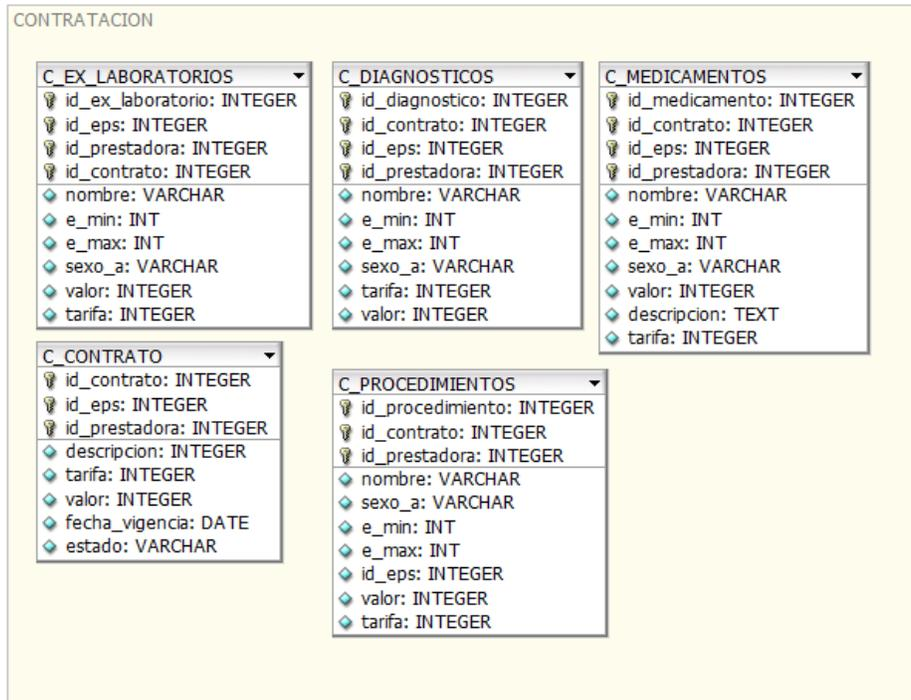 CONTRATACION
C_EX_LABORATORIOS
id_ex_laboratorio: INTEGER
id_eps: INTEGER
id_prestadora: INTEGER
id_contrato: INTEGER
nombre: VARCHAR
e_min: INT
e_max: INT
sexo_a: VARCHAR
valor: INTEGER
tarifa: INTEGER
C_DIAGNOSTICOS
id_diagnostico: INTEGER
id_contrato: INTEGER
id_eps: INTEGER
id_prestadora: INTEGER
nombre: VARCHAR
e_min: INT
e_max: INT
sexo_a: VARCHAR
tarifa: INTEGER
valor: INTEGER
C_MEDICAMENTOS
id_medicamento: INTEGER
id_contrato: INTEGER
id_eps: INTEGER
id_prestadora: INTEGER
nombre: VARCHAR
e_min: INT
e_max: INT
sexo_a: VARCHAR
valor: INTEGER
descripcion: TEXT
tarifa: INTEGER
C_CONTRATO
id_contrato: INTEGER
id_eps: INTEGER
id_prestadora: INTEGER
descripcion: INTEGER
tarifa: INTEGER
valor: INTEGER
fecha_vigencia: DATE
estado: VARCHAR
C_PROCEDIMIENTOS
id_procedimiento: INTEGER
id_contrato: INTEGER
id_prestadora: INTEGER
nombre: VARCHAR
sexo_a: VARCHAR
e_min: INT
e_max: INT
id_eps: INTEGER
valor: INTEGER
tarifa: INTEGER